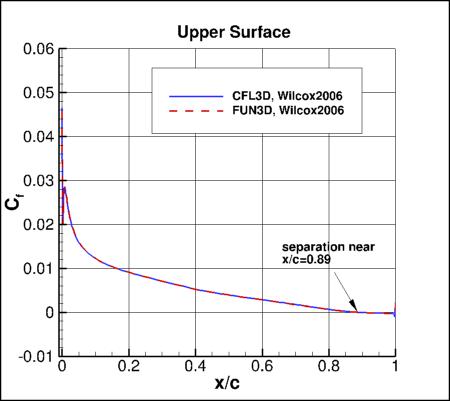 Upper Surface
0.06
0.05
0.04
0.03
0.02
0.01
0
-0.01
Cf
CFL3D, Wilcox2006
FUN3D, Wilcox2006
separation near
x/c=0.89
0 0.2 0.4 0.6 0.8 1
x/c